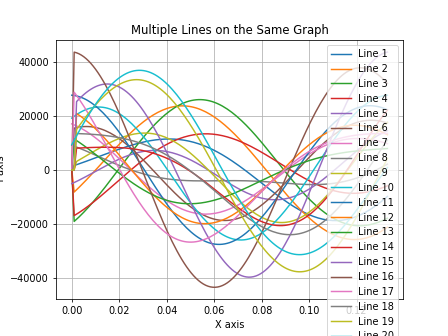 Multiple Lines on the Same Graph
40000
20000
0
−20000
−40000
0.00 0.02 0.04 0.06 0.08 0.10
X axis
Line 1
Line 2
Line 3
Line 4
Line 5
Line 6
Line 7
Line 8
Line 9
Line 10
Line 11
Line 12
Line 13
Line 14
Line 15
Line 16
Line 17
Line 18
Line 19
Line 20